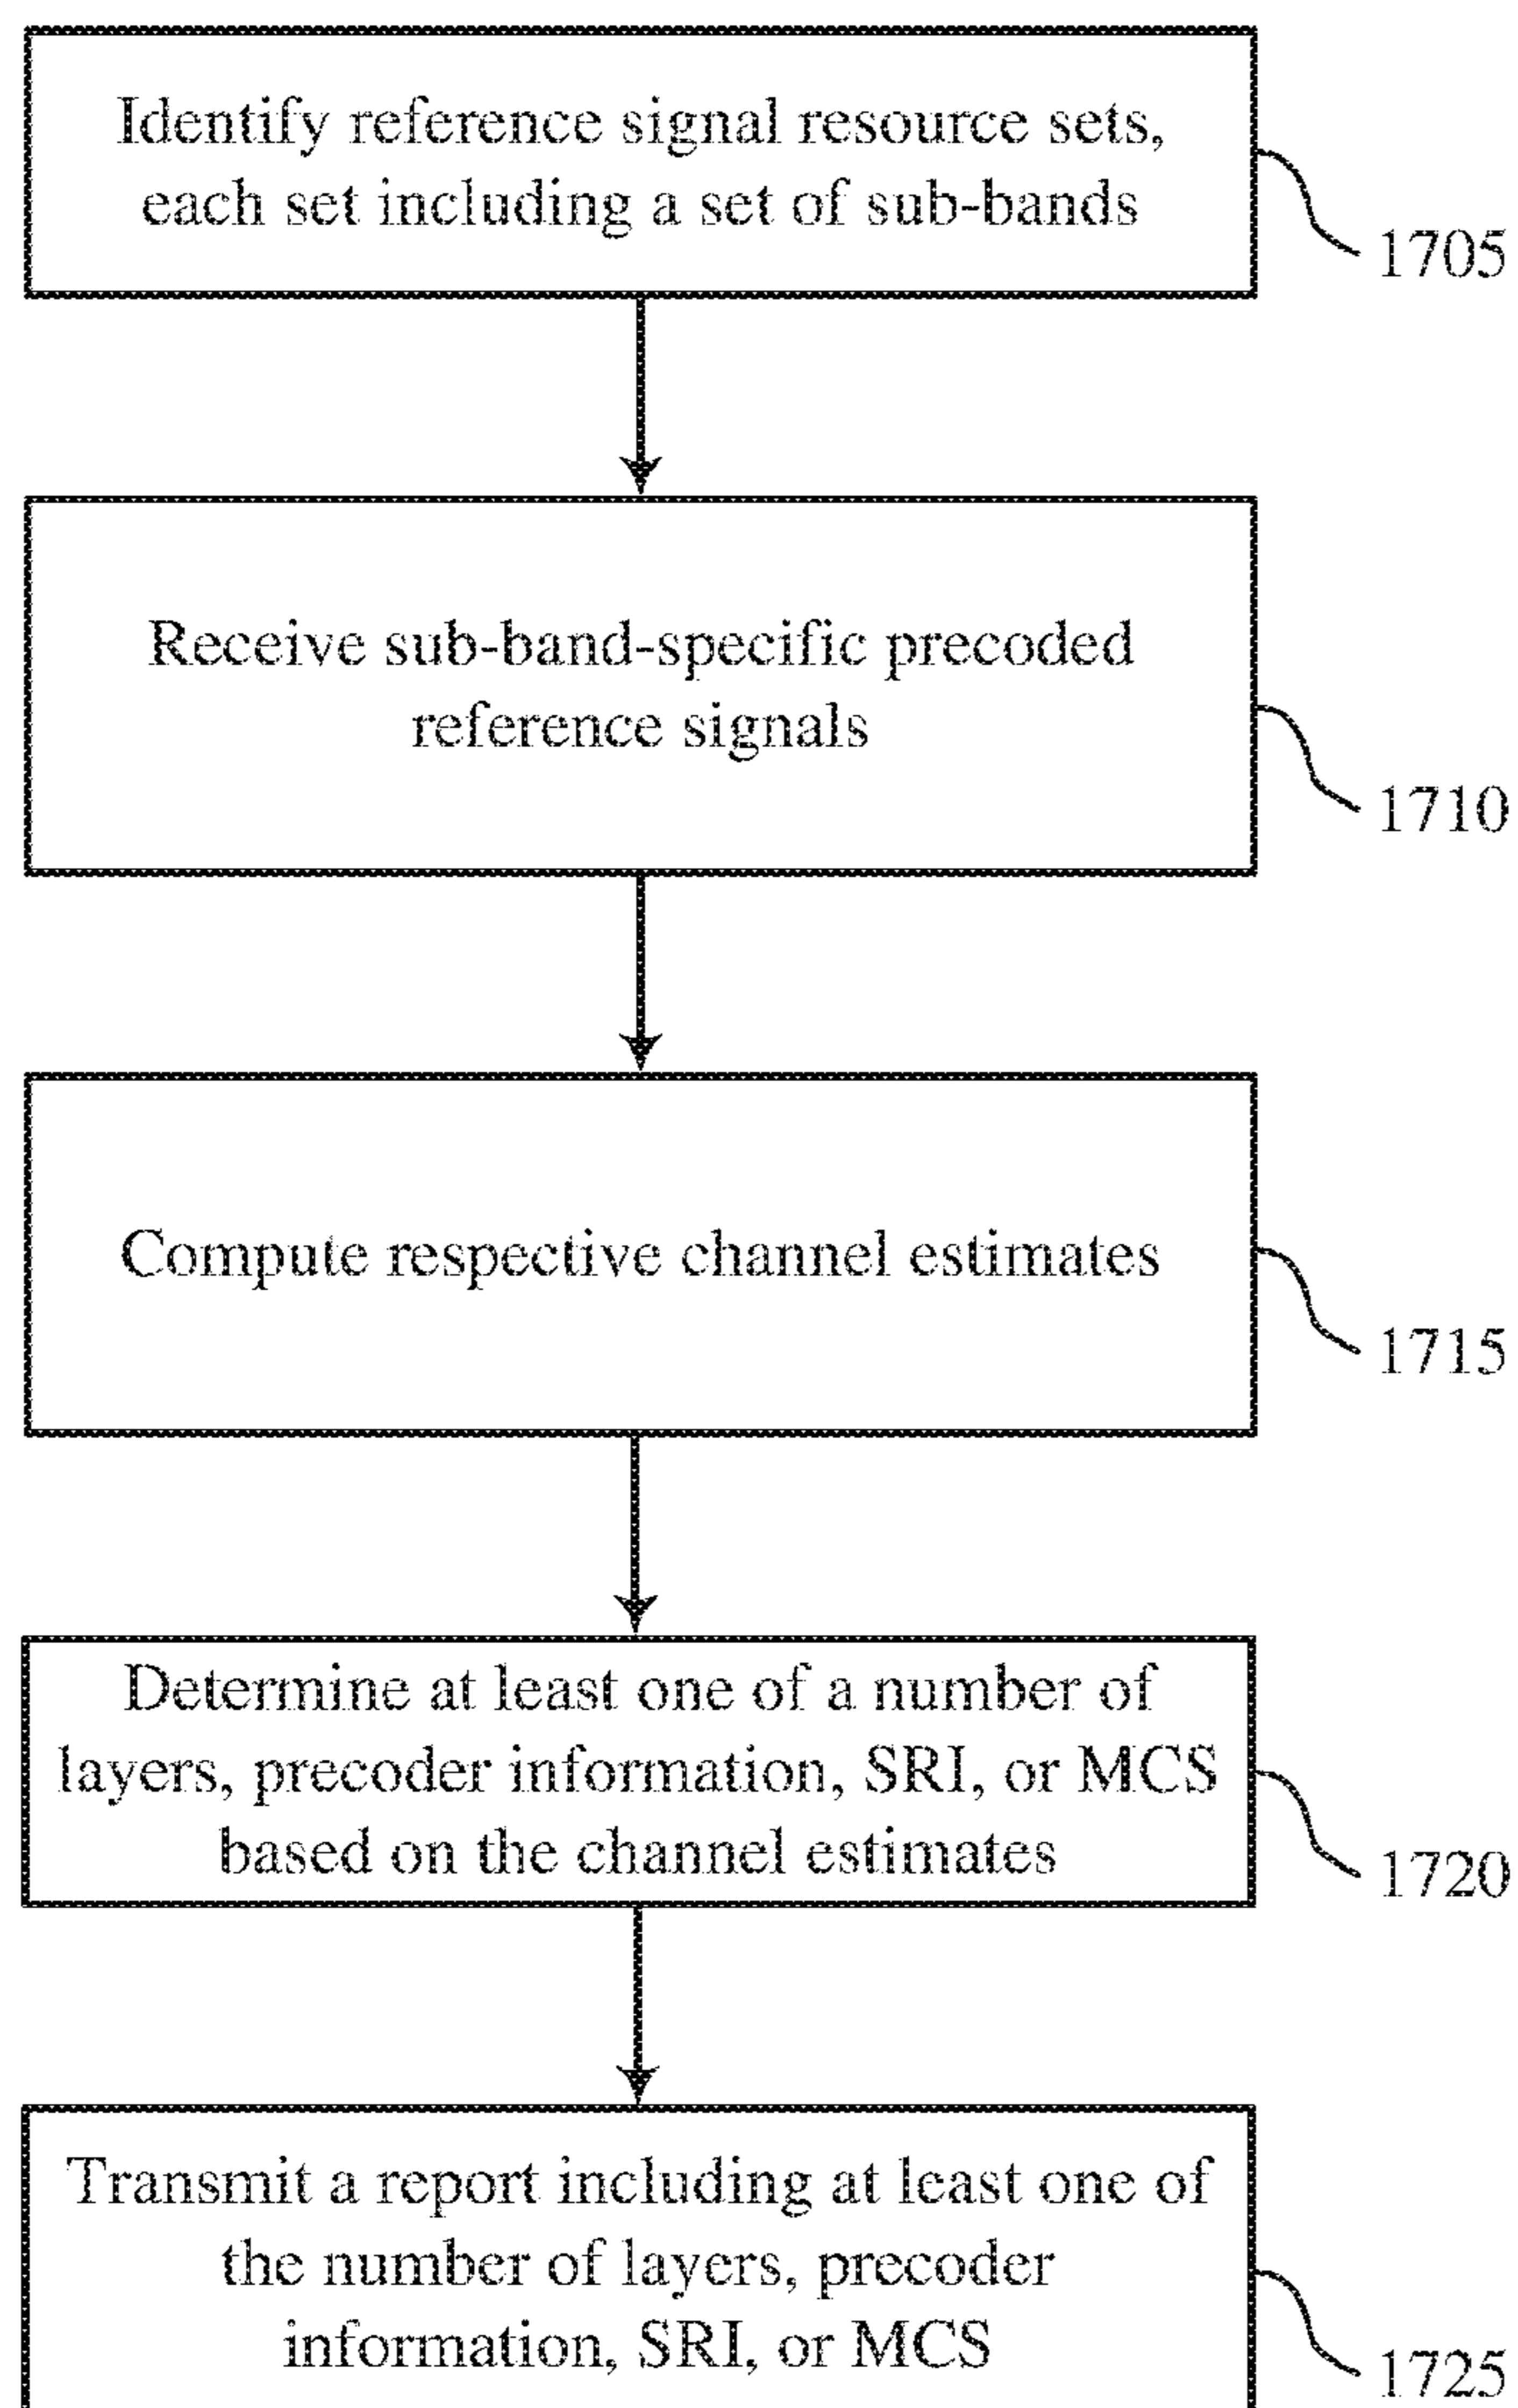 Identify reference signal resource sets,
each set including a set of sub-bands
1705
Receive sub-band-specific precoded
reference signals
1710
Compute respective channel estimates
1715
Determine at least one of a number of
layers, precoder information, SRI, or MCS
based on the channel estimates
1720
Transmit a report including at least one of
the number of layers, precoder
information, SRI, or MCS
1725